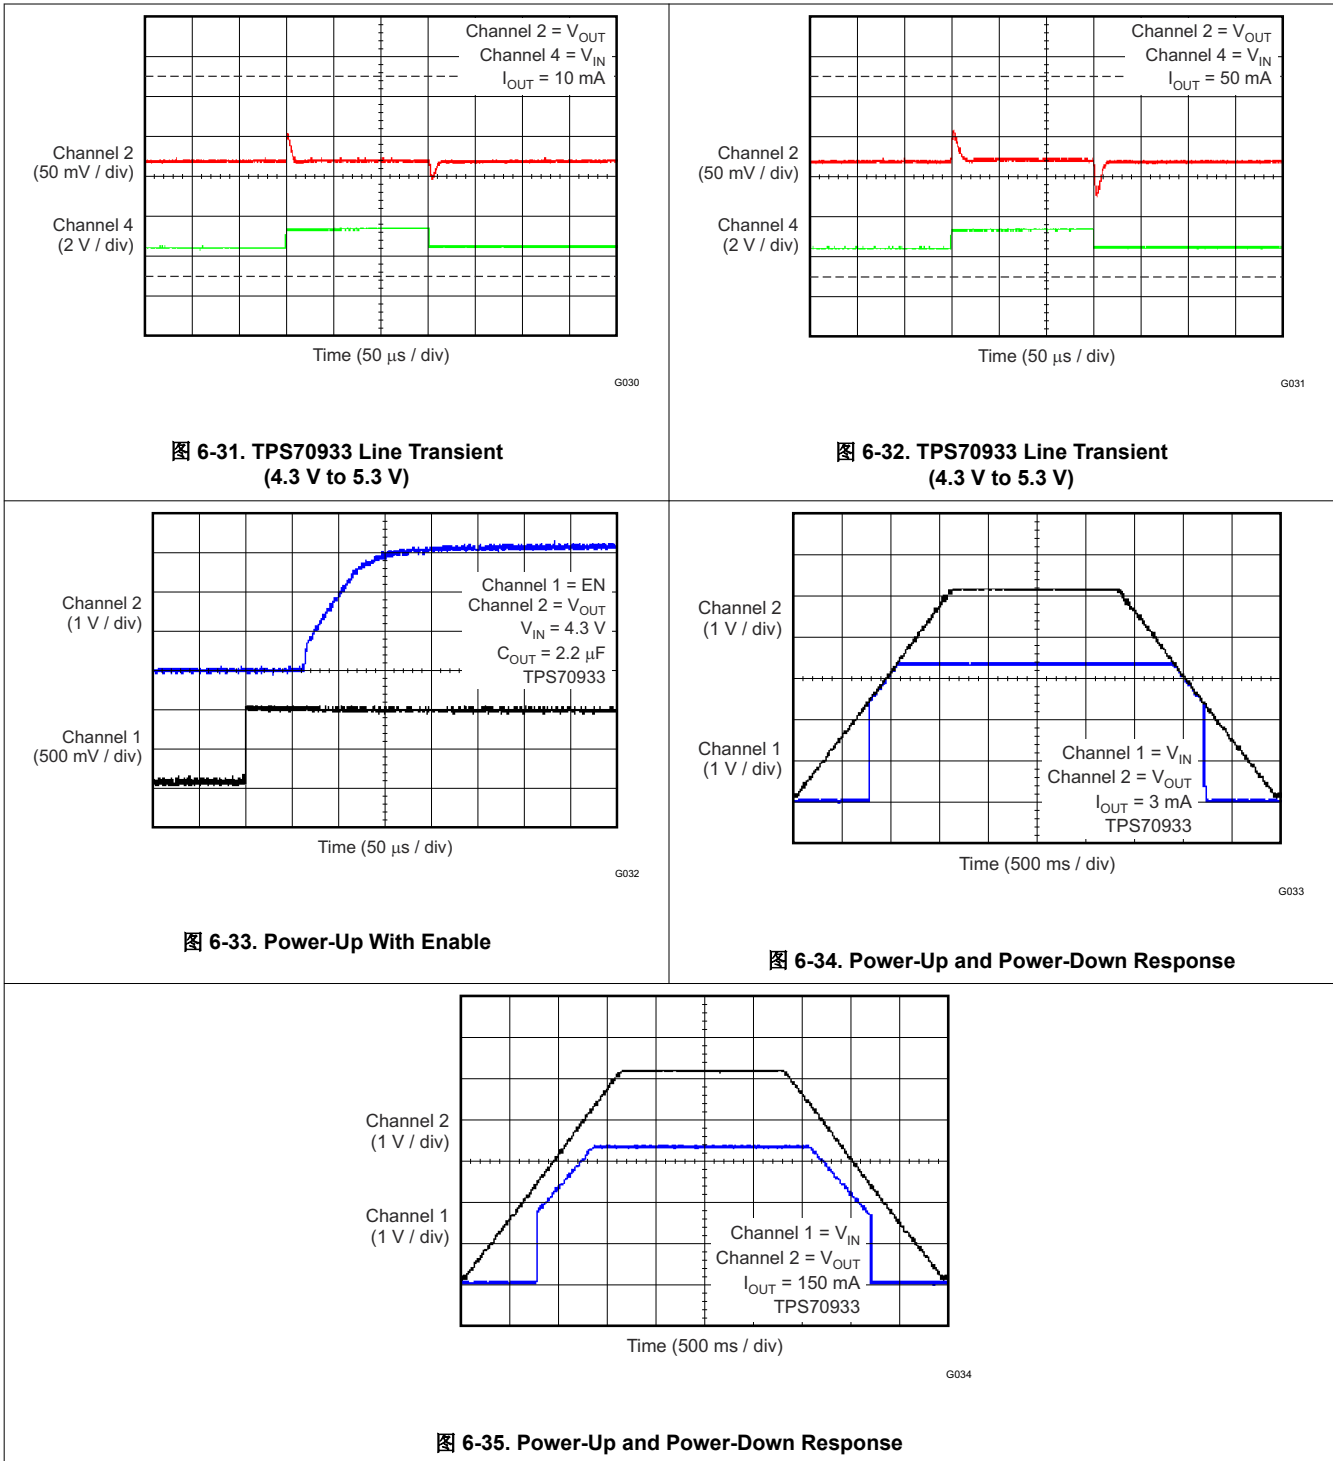 Channel 2 = VOUT
Channel 4 = VIN
IOUT = 10 mA
Channel 2
(50 mV / div)
Channel 4
(2 V / div)
Time (50 μs / div)
G030
图 6-31. TPS70933 Line Transient
(4.3 V to 5.3 V)
Channel 2 = VOUT
Channel 4 = VIN
IOUT = 50 mA
Channel 2
(50 mV / div)
Channel 4
(2 V / div)
Time (50 μs / div)
G031
图 6-32. TPS70933 Line Transient
(4.3 V to 5.3 V)
Channel 1 = EN
Channel 2 = VOUT
VIN = 4.3 V
COUT = 2.2 μF
TPS70933
Channel 2
(1 V / div)
Channel 1
(500 mV / div)
Time (50 μs / div)
G032
图 6-33. Power-Up With Enable
Channel 2
(1 V / div)
Channel 1
(1 V / div)
Channel 1 = VIN
Channel 2 = VOUT
IOUT = 3 mA
TPS70933
Time (500 ms / div)
G033
图 6-34. Power-Up and Power-Down Response
Channel 2
(1 V / div)
Channel 1
(1 V / div)
Channel 1 = VIN
Channel 2 = VOUT
IOUT = 150 mA
TPS70933
Time (500 ms / div)
G034
图 6-35. Power-Up and Power-Down Response